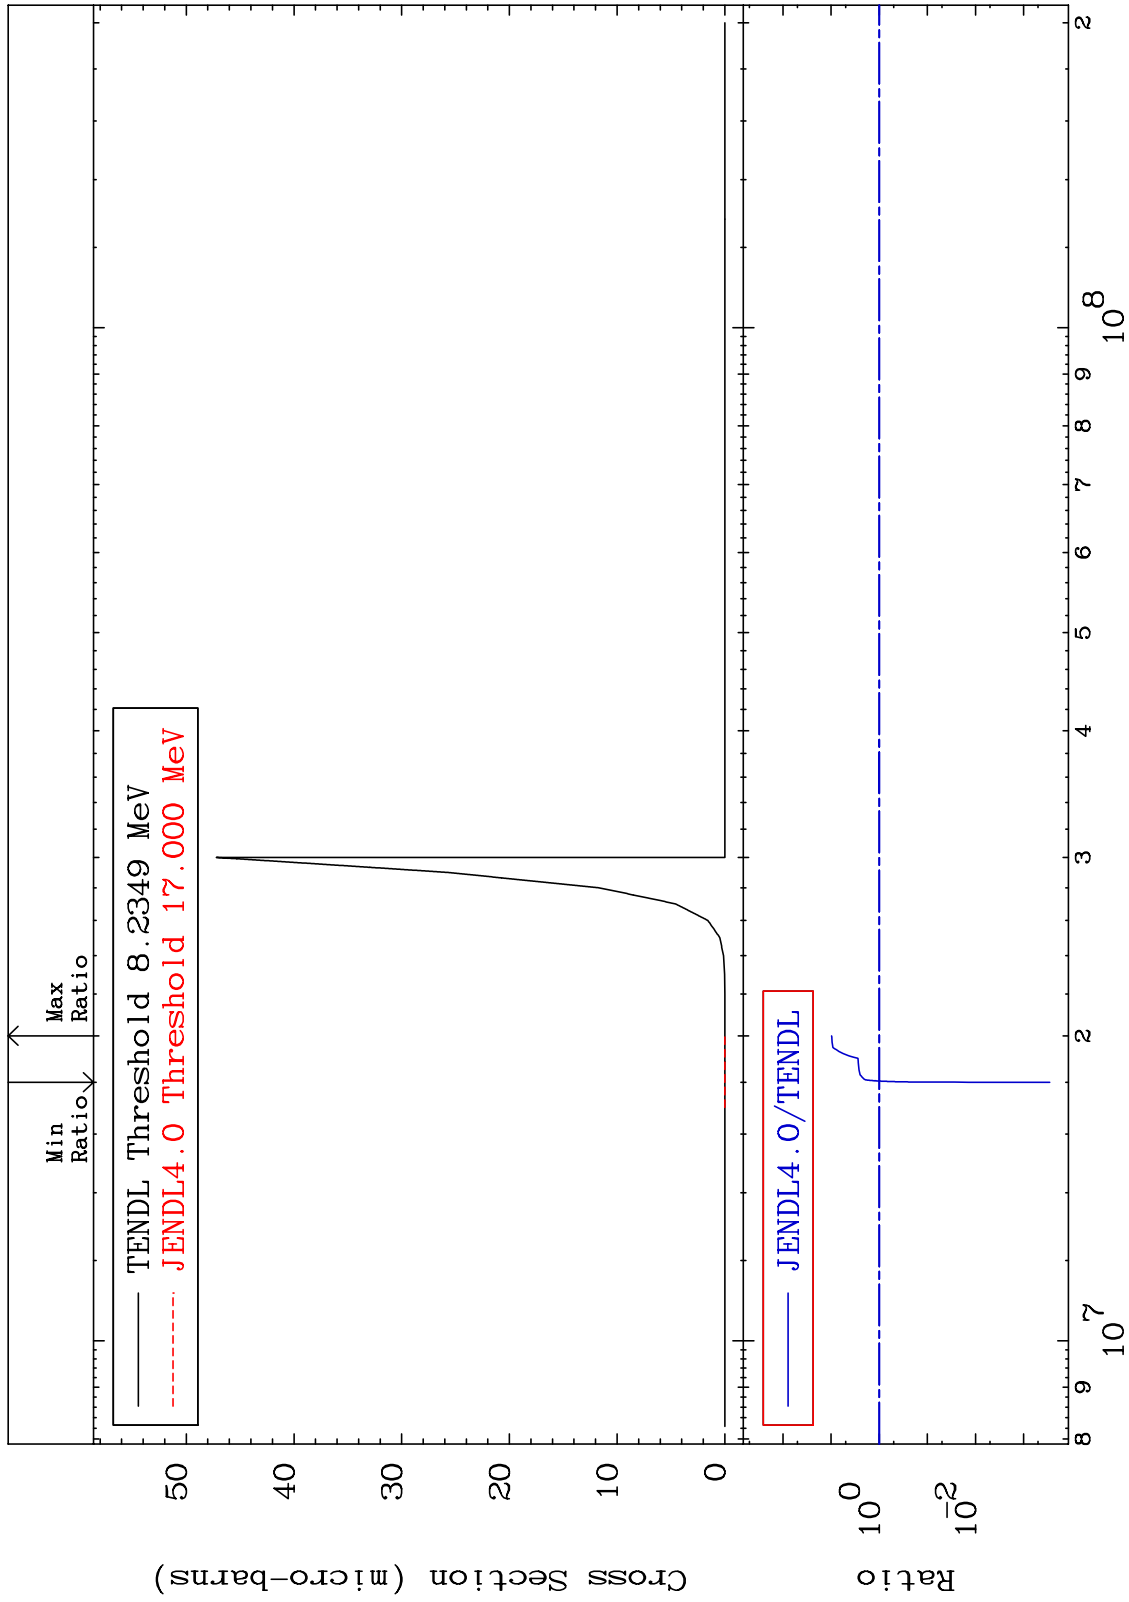 Min
Ratio
Max
Ratio
TENDL Threshold 8.2349 MeV
JENDL4.0 Threshold 17.000 MeV
50
40
30
20
10
0
Cross Section (micro-barns)
JENDL4.0/TENDL
10^0
10^-2
Ratio
8 9 10^7 2 3 4 5 6 7 8 9 10^8 2